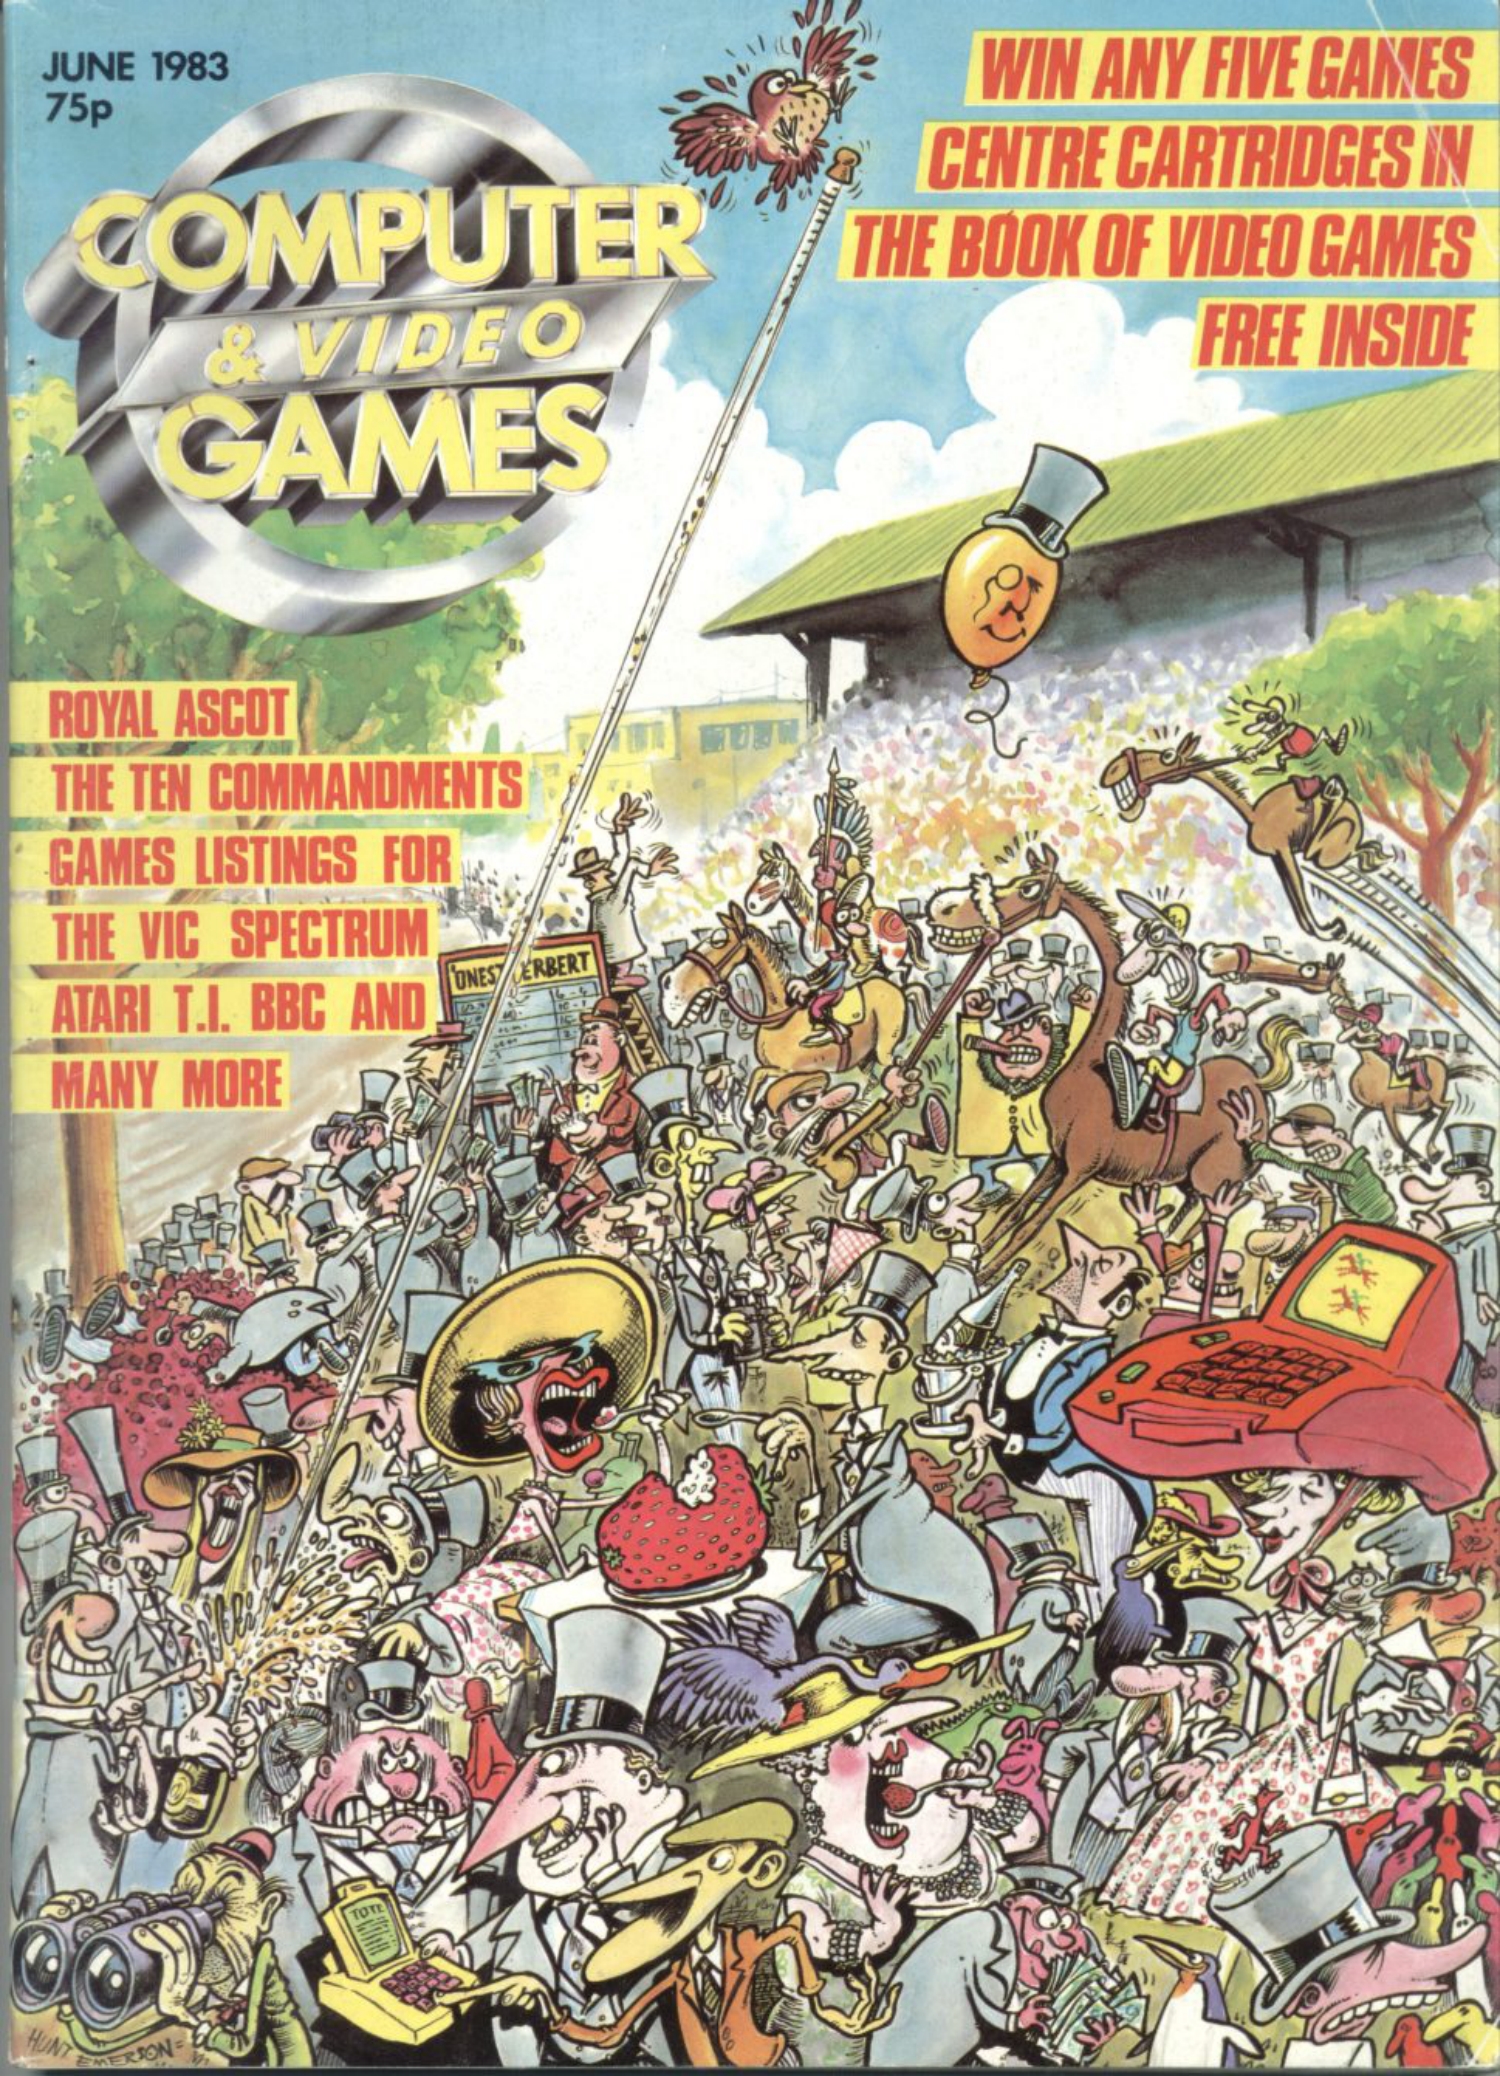 JUNE 1983
75p
COMPUTER
& VIDEO
GAMES
WIN ANY FIVE GAMES
CENTRE CARTRIDGES IN
THE BOOK OF VIDEO GAMES
FREE INSIDE
ROYAL ASCOT
THE TEN COMMANDMENTS
GAMES LISTINGS FOR
THE VIC SPECTRUM
ATARI T.I. BBC AND
MANY MORE
'ONEST ERBERT
TOTE
HUNT EMERSON